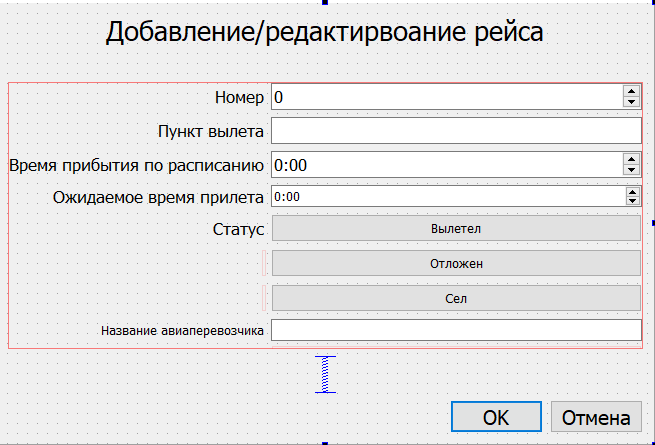 Добавление/редактирвоание рейса
Номер 0
Пункт вылета
Время прибытия по расписанию 0:00
Ожидаемое время прилета 0:00
Статус Вылетел
Отложен
Сел
Название авиаперевозчика
OK Отмена